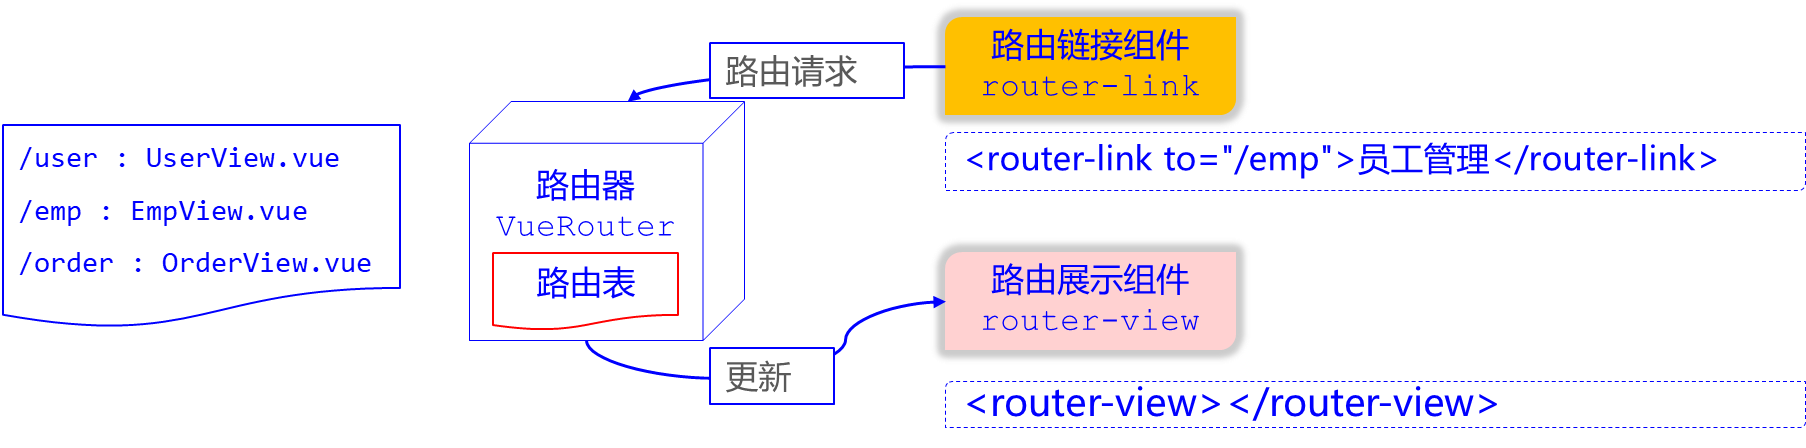 /user : UserView.vue
/emp : EmpView.vue
/order : OrderView.vue
路由器
VueRouter
路由表
路由请求
更新
路由链接组件
router-link
<router-link to="/emp">员工管理</router-link>
路由展示组件
router-view
<router-view></router-view>